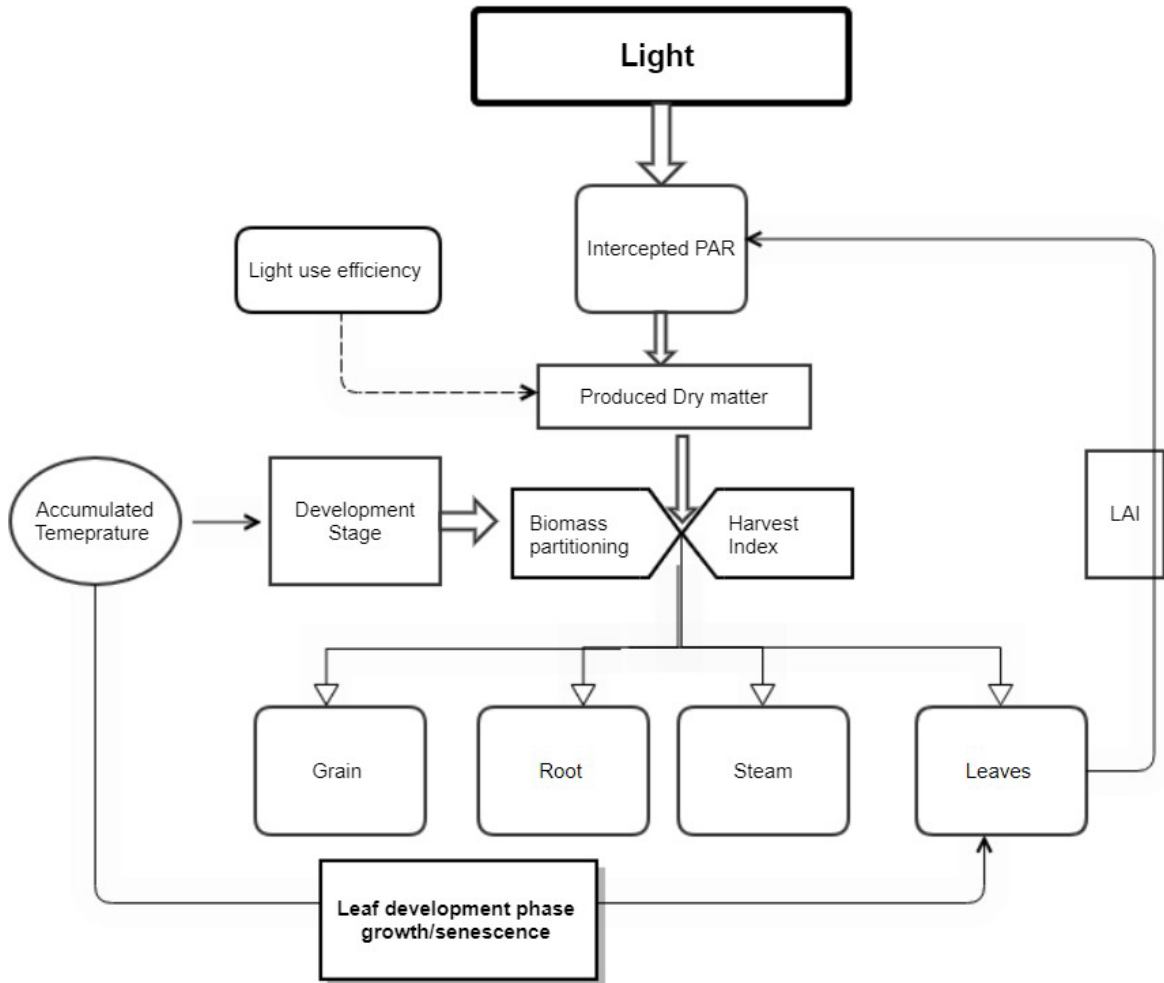 Light
Intercepted PAR
Light use efficiency
Produced Dry matter
Accumulated
Temeprature
Development
Stage
Biomass
partitioning
Harvest
Index
LAI
Grain
Root
Steam
Leaves
Leaf development phase
growth/senescence